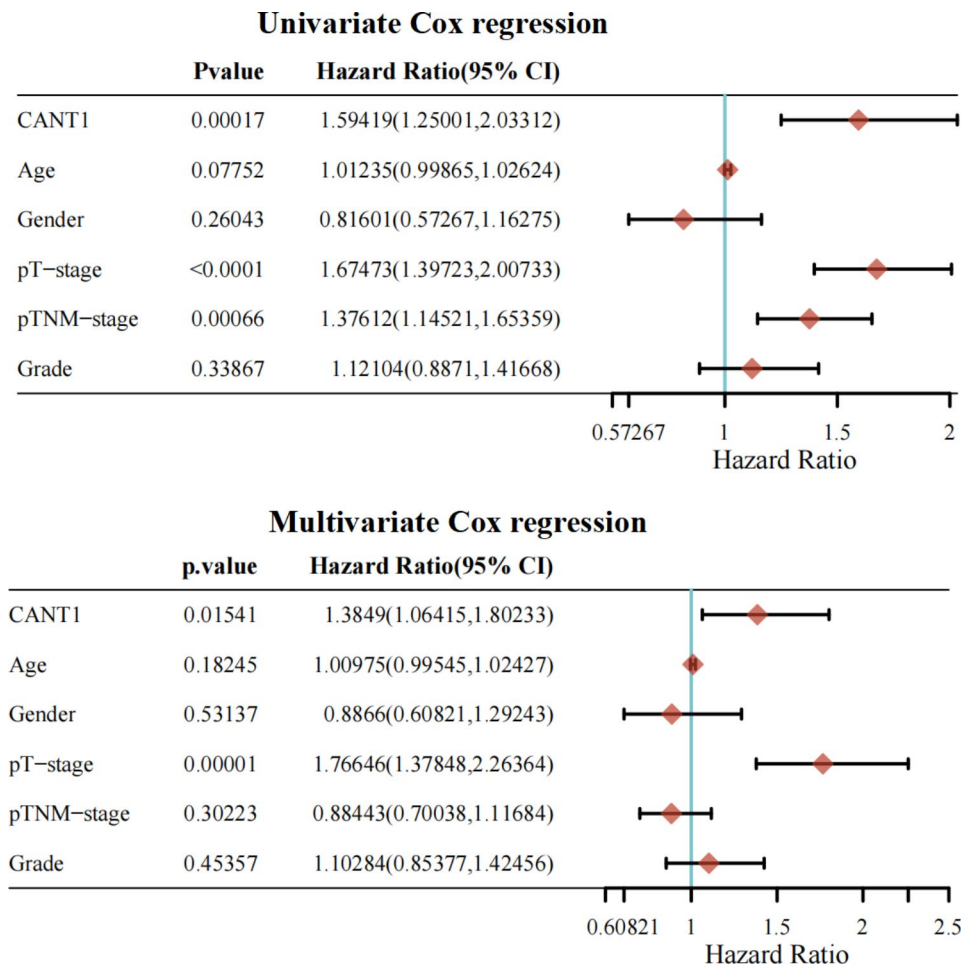 Univariate Cox regression
Pvalue Hazard Ratio(95% CI)
CANT1 0.00017 1.59419(1.25001,2.03312)
Age 0.07752 1.01235(0.99865,1.02624)
Gender 0.26043 0.81601(0.57267,1.16275)
pT−stage <0.0001 1.67473(1.39723,2.00733)
pTNM−stage 0.00066 1.37612(1.14521,1.65359)
Grade 0.33867 1.12104(0.8871,1.41668)
0.57267 1 1.5 2
Hazard Ratio
Multivariate Cox regression
p.value Hazard Ratio(95% CI)
CANT1 0.01541 1.3849(1.06415,1.80233)
Age 0.18245 1.00975(0.99545,1.02427)
Gender 0.53137 0.8866(0.60821,1.29243)
pT−stage 0.00001 1.76646(1.37848,2.26364)
pTNM−stage 0.30223 0.88443(0.70038,1.11684)
Grade 0.45357 1.10284(0.85377,1.42456)
0.60821 1 1.5 2 2.5
Hazard Ratio